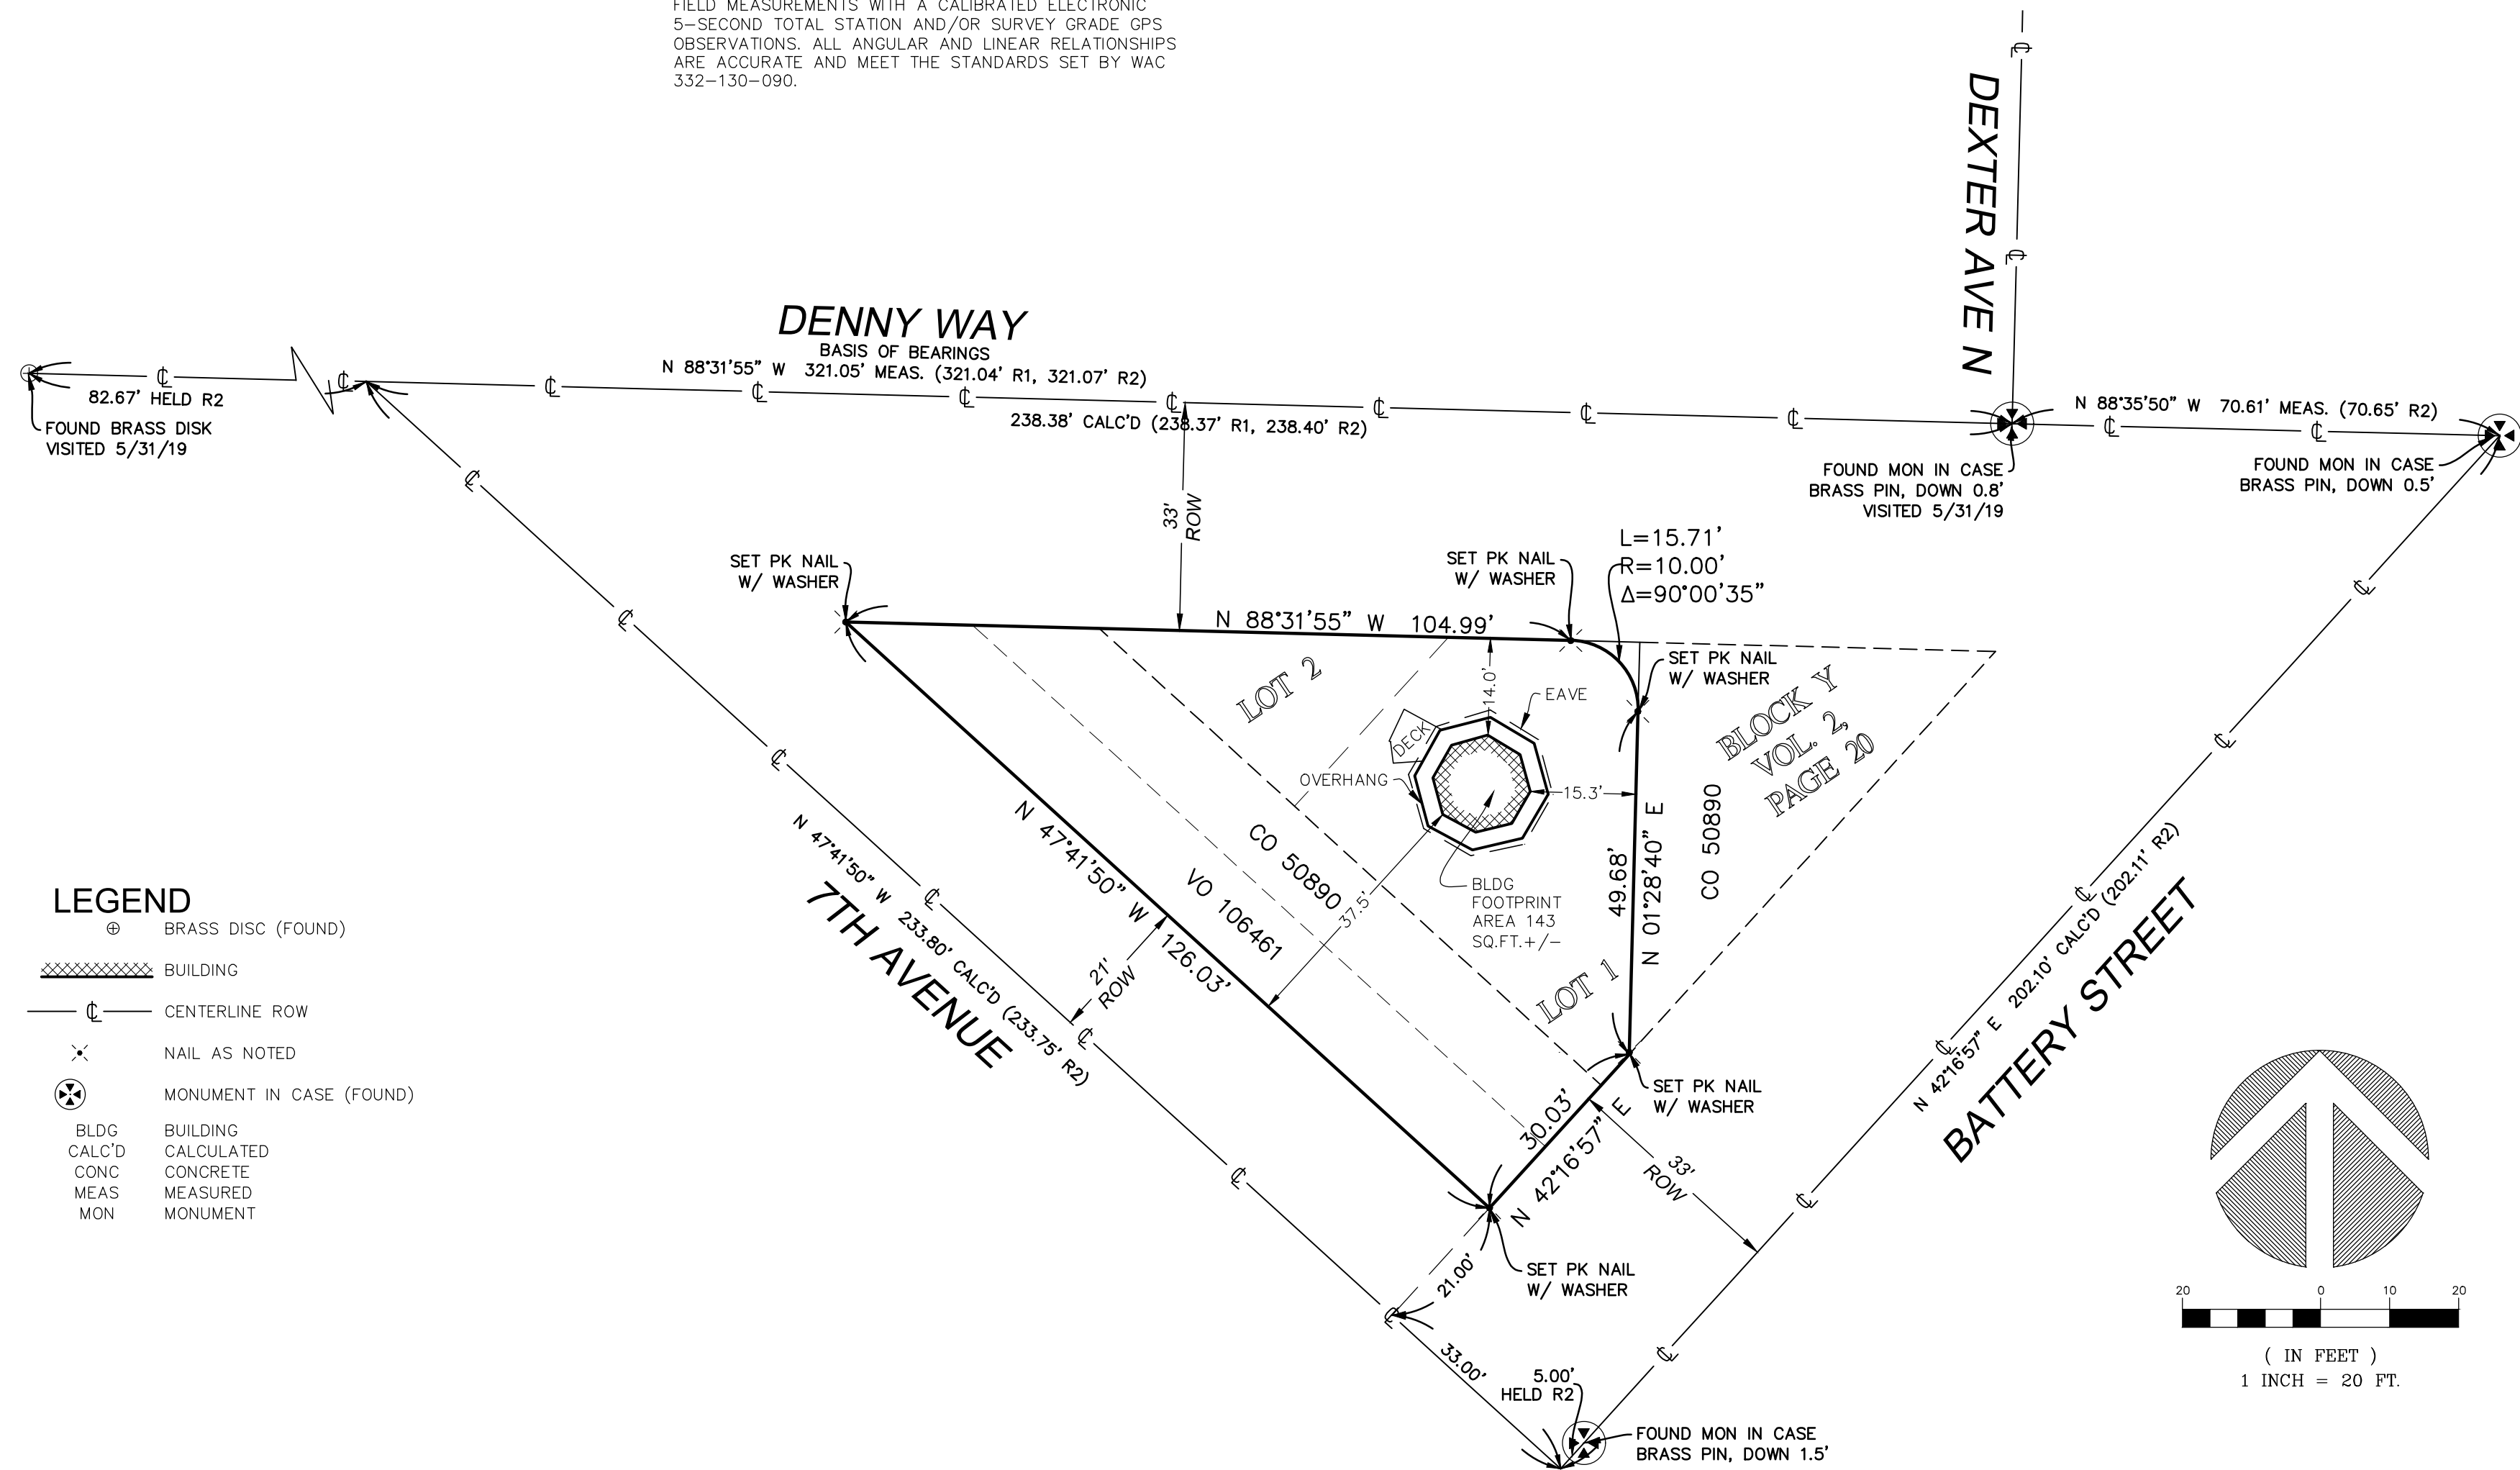 FIELD MEASUREMENTS WITH A CALIBRATED ELECTRONIC
5-SECOND TOTAL STATION AND/OR SURVEY GRADE GPS
OBSERVATIONS. ALL ANGULAR AND LINEAR RELATIONSHIPS
ARE ACCURATE AND MEET THE STANDARDS SET BY WAC
332-130-090.
DEXTER AVE N
DENNY WAY
BASIS OF BEARINGS
N 88°31'55" W 321.05' MEAS. (321.04' R1, 321.07' R2)
238.38' CALC'D (238.37' R1, 238.40' R2)
82.67' HELD R2
FOUND BRASS DISK
VISITED 5/31/19
N 88°35'50" W 70.61' MEAS. (70.65' R2)
FOUND MON IN CASE
BRASS PIN, DOWN 0.8'
VISITED 5/31/19
FOUND MON IN CASE
BRASS PIN, DOWN 0.5'
33'
ROW
SET PK NAIL
W/ WASHER
SET PK NAIL
W/ WASHER
L=15.71'
R=10.00'
Δ=90°00'35"
N 88°31'55" W 104.99'
SET PK NAIL
W/ WASHER
LOT 2
14.0'
EAVE
DECK
OVERHANG
15.3'
BLOCK Y
VOL. 2,
PAGE 20
CO 50890
49.68'
N 01°28'40" E
N 47°41'50" W 126.03'
CO 50890
VO 106461
37.5'
BLDG
FOOTPRINT
AREA 143
SQ.FT.+/-
LOT 1
N 47°41'50" W 233.80' CALC'D (233.75' R2)
7TH AVENUE
21'
ROW
N 42°16'57" E 202.10' CALC'D (202.11' R2)
BATTERY STREET
30.03'
N 42°16'57" E
SET PK NAIL
W/ WASHER
33'
ROW
SET PK NAIL
W/ WASHER
21.00'
33.00'
5.00'
HELD R2
FOUND MON IN CASE
BRASS PIN, DOWN 1.5'
LEGEND
BRASS DISC (FOUND)
BUILDING
CENTERLINE ROW
NAIL AS NOTED
MONUMENT IN CASE (FOUND)
BLDG BUILDING
CALC'D CALCULATED
CONC CONCRETE
MEAS MEASURED
MON MONUMENT
20 0 10 20
( IN FEET )
1 INCH = 20 FT.